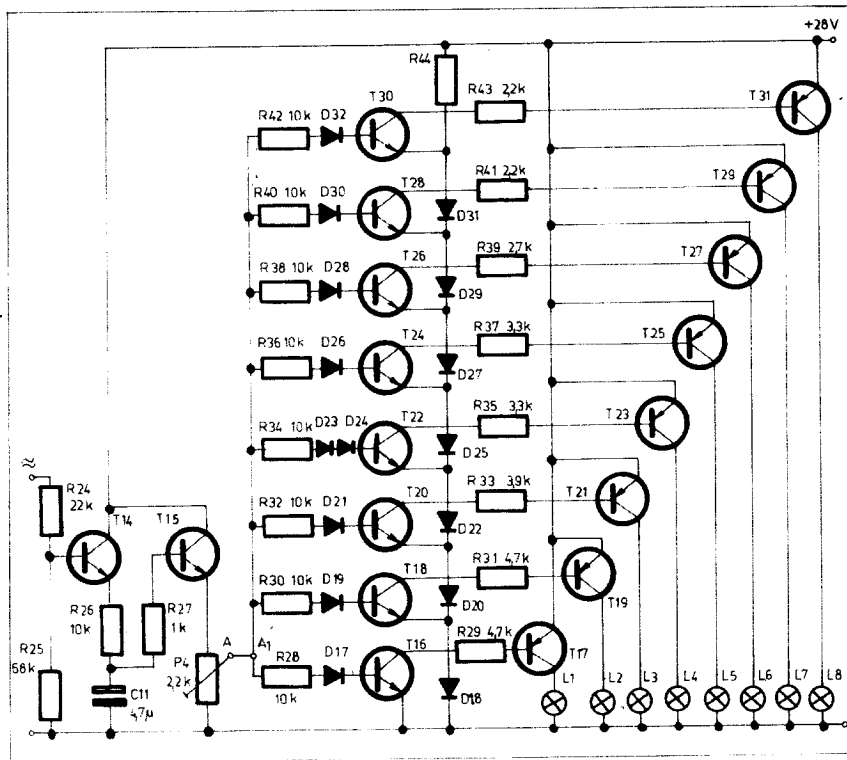 +28V
R44
R43 2,2k
T31
T30
R42 10k D32
R41 2,2k
T29
T28
R40 10k D30
D31
R39 2,7k
T27
T26
R38 10k D28
D29
R37 3,3k
T25
T24
R36 10k D26
D27
R35 3,3k
T23
T22
R34 10k D23 D24
D25
R33 3,9k
T21
T20
R32 10k D21
D22
≈
R24
22k
T14
T15
R31 4,7k
T19
T18
R30 10k D19
D20
R26
10k
R27
1k
R29 4,7k
T17
T16
A A1
R28
10k
D17
D18
R25
68k
P4
2,2k
C11
4,7µ
L1 L2 L3 L4 L5 L6 L7 L8